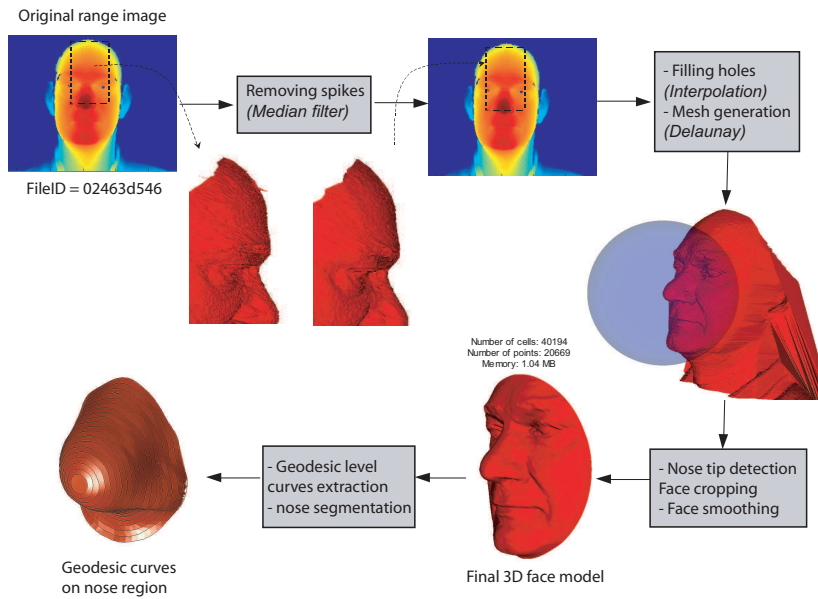 Original range image
FileID = 02463d546
Removing spikes
(Median filter)
- Filling holes
(Interpolation)
- Mesh generation
(Delaunay)
- Nose tip detection
Face cropping
- Face smoothing
Number of cells: 40194
Number of points: 20669
Memory: 1.04 MB
Final 3D face model
- Geodesic level
curves extraction
- nose segmentation
Geodesic curves
on nose region